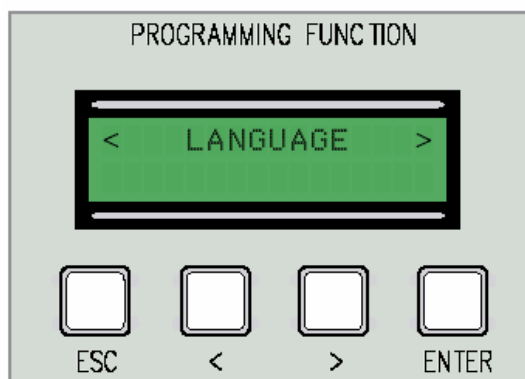 PROGRAMMING FUNCTION
< LANGUAGE >
ESC < > ENTER